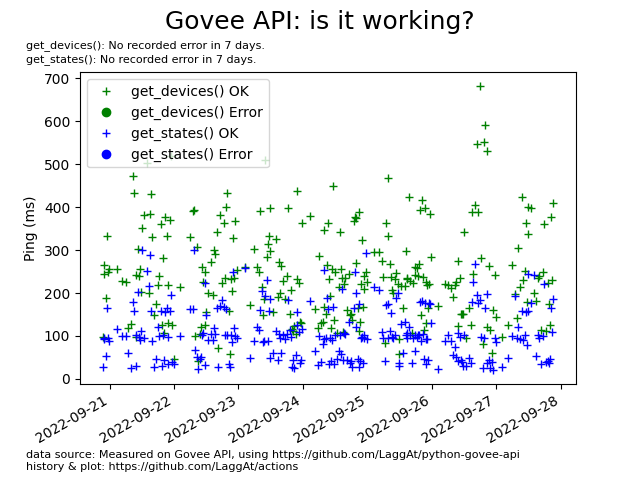 Govee API: is it working?
get_devices(): No recorded error in 7 days.
get_states(): No recorded error in 7 days.
700
600
500
400
300
200
100
0
Ping (ms)
get_devices() OK
get_devices() Error
get_states() OK
get_states() Error
2022-09-21
2022-09-22
2022-09-23
2022-09-24
2022-09-25
2022-09-26
2022-09-27
2022-09-28
data source: Measured on Govee API, using https://github.com/LaggAt/python-govee-api
history & plot: https://github.com/LaggAt/actions